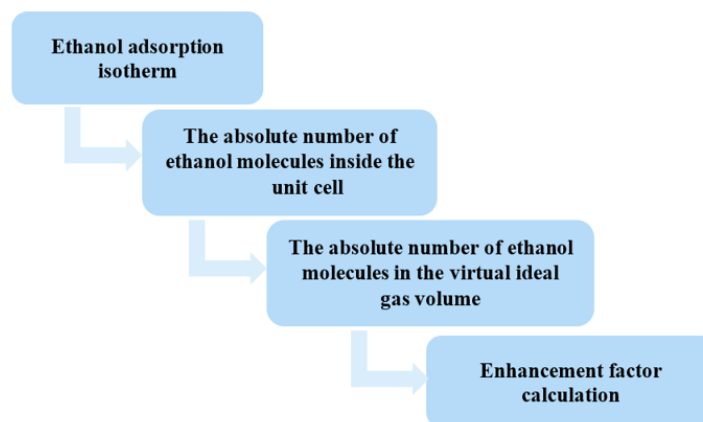 Ethanol adsorption
isotherm
The absolute number of
ethanol molecules inside the
unit cell
The absolute number of ethanol
molecules in the virtual ideal
gas volume
Enhancement factor
calculation